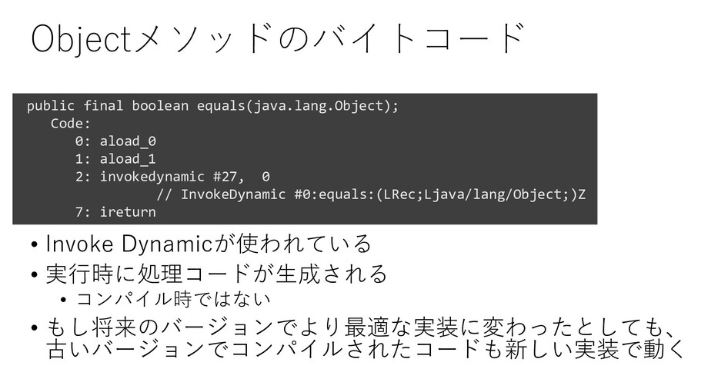 Objectメソッドのバイトコード
public final boolean equals(java.lang.Object);
Code:
0: aload_0
1: aload_1
2: invokedynamic #27, 0
// InvokeDynamic #0:equals:(LRec;Ljava/lang/Object;)Z
7: ireturn
• Invoke Dynamicが使われている
• 実行時に処理コードが生成される
• コンパイル時ではない
• もし将来のバージョンでより最適な実装に変わったとしても、
古いバージョンでコンパイルされたコードも新しい実装で動く